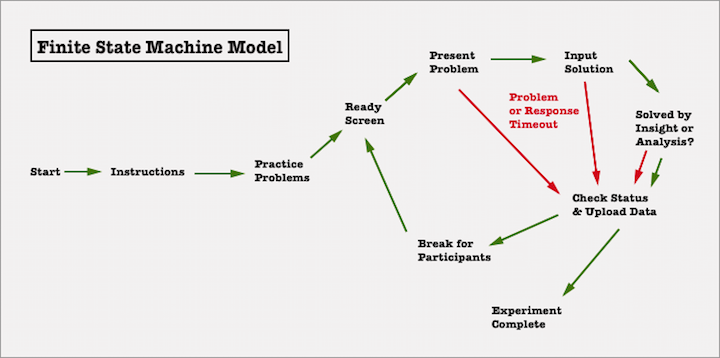 Finite State Machine Model
Start
Instructions
Practice
Problems
Ready
Screen
Present
Problem
Input
Solution
Problem
or Response
Timeout
Solved by
Insight or
Analysis?
Check Status
& Upload Data
Break for
Participants
Experiment
Complete